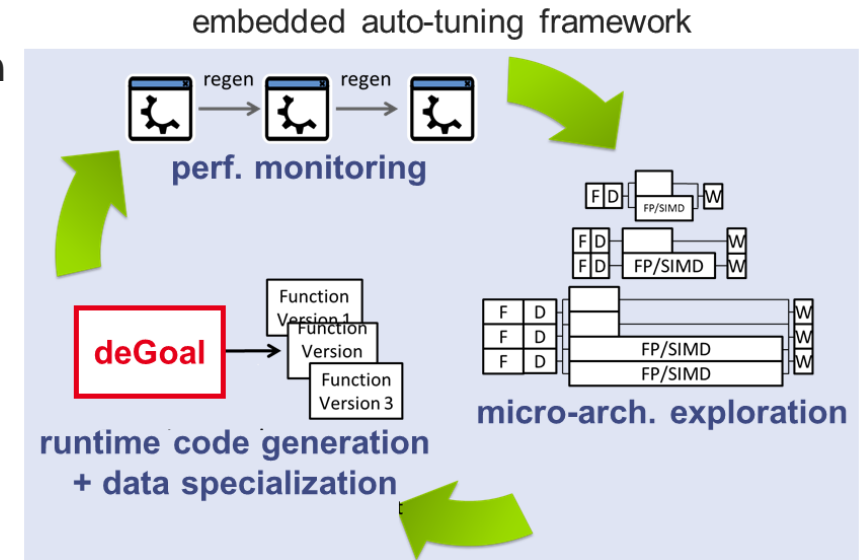 embedded auto-tuning framework
regen regen
perf. monitoring
F D FP/SIMD W
F D W
F D FP/SIMD W
F D W
F D FP/SIMD W
F D FP/SIMD W
micro-arch. exploration
deGoal
Function
Version 1
Function
Version
Function
Version 3
runtime code generation
+ data specialization